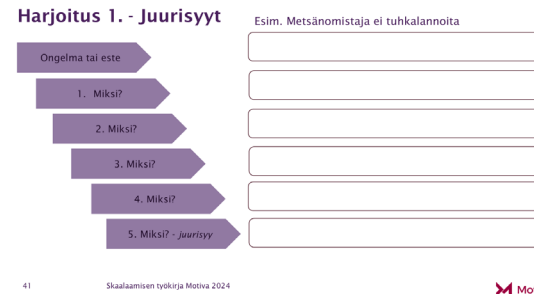 Harjoitus 1. - Juurisyyt
Esim. Metsänomistaja ei tuhkalannoita
Ongelma tai este
1. Miksi?
2. Miksi?
3. Miksi?
4. Miksi?
5. Miksi? - juurisyy
41
Skaalaamisen työkirja Motiva 2024